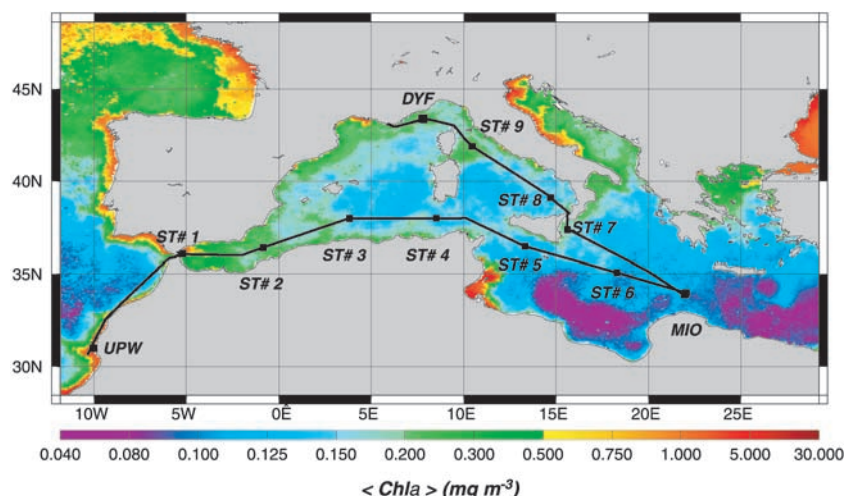 45N
40N
35N
30N
DYF
ST# 9
ST# 8
ST# 7
ST# 1
ST# 2
ST# 3
ST# 4
ST# 5
ST# 6
MIO
UPW
10W 5W 0E 5E 10E 15E 20E 25E
0.040 0.080 0.100 0.125 0.150 0.200 0.300 0.500 0.750 1.000 5.000 30.000
< Chla > (mg m-3)